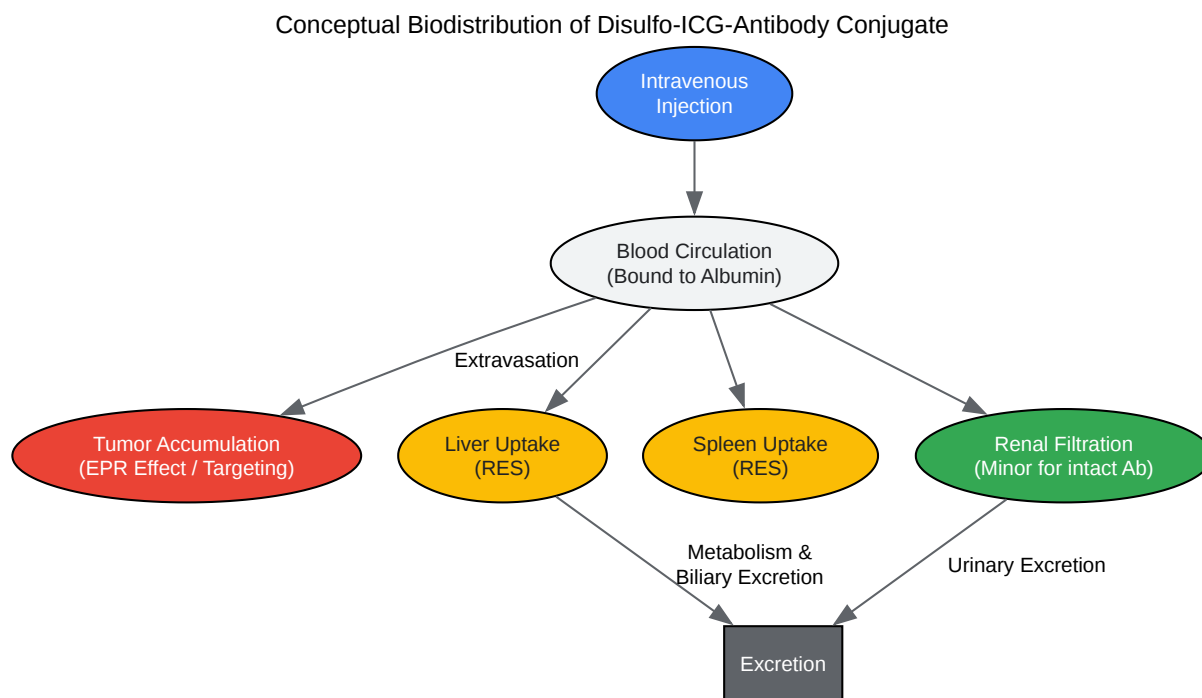 Conceptual Biodistribution of Disulfo-ICG-Antibody Conjugate
Intravenous
Injection
Blood Circulation
(Bound to Albumin)
Extravasation
Tumor Accumulation
(EPR Effect / Targeting)
Liver Uptake
(RES)
Spleen Uptake
(RES)
Renal Filtration
(Minor for intact Ab)
Metabolism &
Biliary Excretion
Urinary Excretion
Excretion